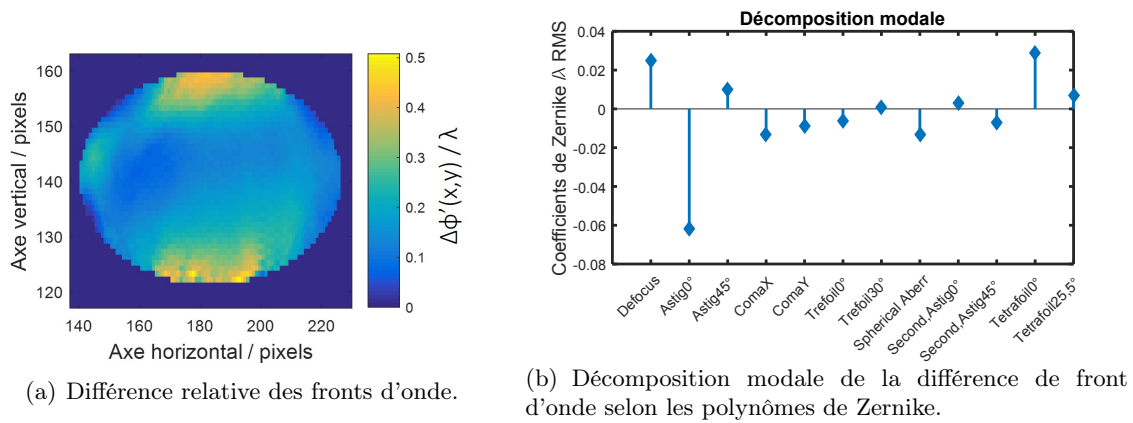 Axe vertical / pixels
160
150
140
130
120
140
160
180
200
220
Axe horizontal / pixels
0.5
0.4
0.3
0.2
0.1
0
Δϕ'(x,y) / λ
(a) Différence relative des fronts d'onde.
Décomposition modale
Coefficients de Zernike λ RMS
0.04
0.02
0
-0.02
-0.04
-0.06
-0.08
Defocus
Astig0°
Astig45°
ComaX
ComaY
Trefoil0°
Trefoil30°
Spherical Aberr
Second,Astig0°
Second,Astig45°
Tetrafoil0°
Tetrafoil25,5°
(b) Décomposition modale de la différence de front
d'onde selon les polynômes de Zernike.